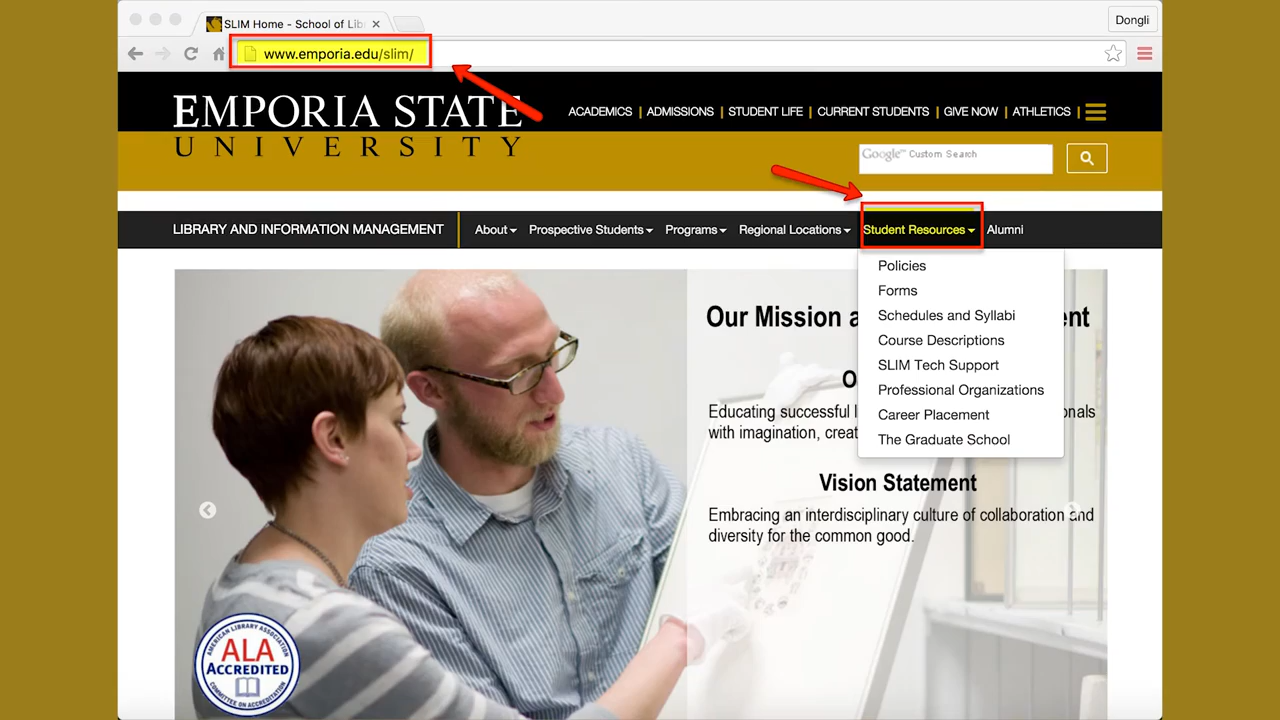 SLIM Home - School of Lib
Dongli
www.emporia.edu/slim/
EMPORIA STATE
UNIVERSITY
ACADEMICS | ADMISSIONS | STUDENT LIFE | CURRENT STUDENTS | GIVE NOW | ATHLETICS |
Google™ Custom Search
LIBRARY AND INFORMATION MANAGEMENT
About Prospective Students Programs Regional Locations Student Resources Alumni
Policies
Forms
Schedules and Syllabi
Course Descriptions
SLIM Tech Support
Professional Organizations
Career Placement
The Graduate School
Our Mission
Educating successful
with imagination,
Vision Statement
Embracing an interdisciplinary culture of collaboration and
diversity for the common good.
AMERICAN LIBRARY ASSOCIATION
ALA
ACCREDITED
COMMITTEE ON ACCREDITATION